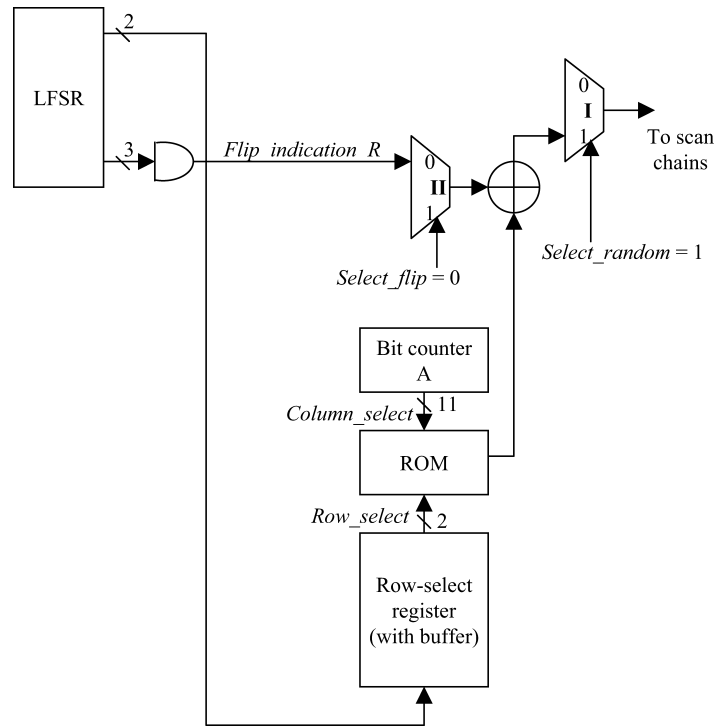 2
LFSR
3
Flip_indication_R
0
II
1
Select_flip = 0
0
I
1
To scan
chains
Select_random = 1
Bit counter
A
Column_select
11
ROM
Row_select
2
Row-select
register
(with buffer)